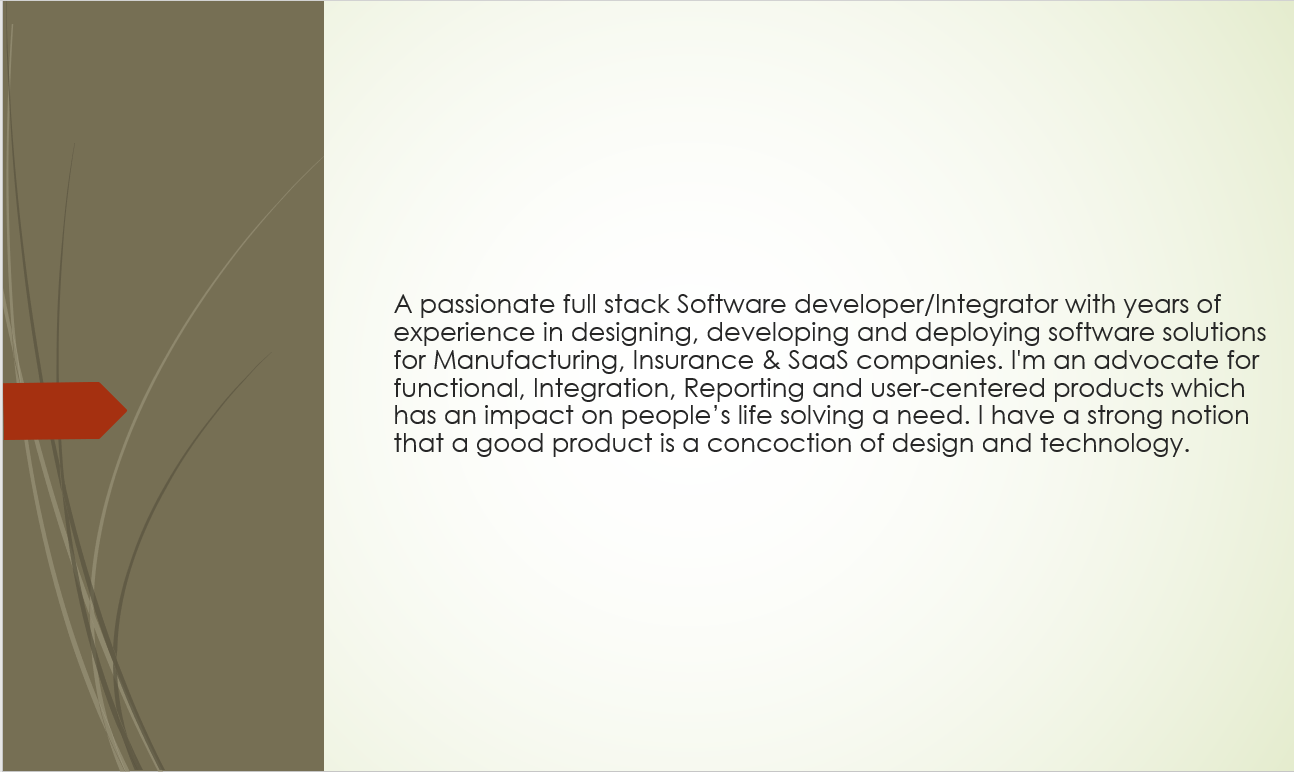 A passionate full stack Software developer/Integrator with years of
experience in designing, developing and deploying software solutions
for Manufacturing, Insurance & SaaS companies. I'm an advocate for
functional, Integration, Reporting and user-centered products which
has an impact on people’s life solving a need. I have a strong notion
that a good product is a concoction of design and technology.